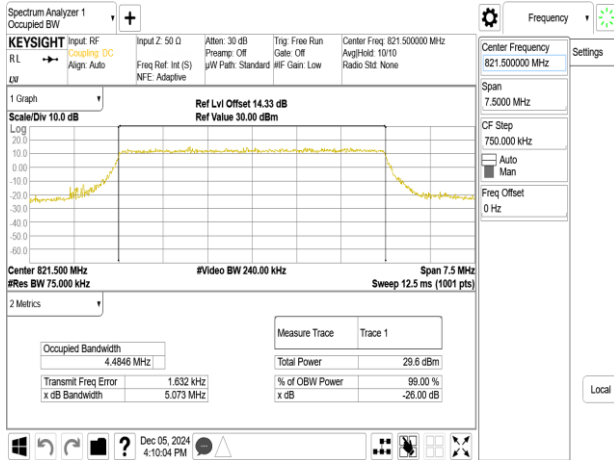 Spectrum Analyzer 1
Occupied BW
Frequency
KEYSIGHT
RL
LXI
Input: RF
Coupling: DC
Align: Auto
Input Z: 50 Ω
Freq Ref: Int (S)
NFE: Adaptive
Atten: 30 dB
Preamp: Off
µW Path: Standard
Trig: Free Run
Gate: Off
#IF Gain: Low
Center Freq: 821.500000 MHz
Avg|Hold: 10/10
Radio Std: None
Center Frequency
821.500000 MHz
Settings
Span
7.5000 MHz
CF Step
750.000 kHz
Auto
Man
Freq Offset
0 Hz
Local
1 Graph
Scale/Div 10.0 dB
Ref Lvl Offset 14.33 dB
Ref Value 30.00 dBm
Log
20.0
10.0
0.00
-10.0
-20.0
-30.0
-40.0
-50.0
-60.0
Center 821.500 MHz
#Video BW 240.00 kHz
Span 7.5 MHz
#Res BW 75.000 kHz
Sweep 12.5 ms (1001 pts)
2 Metrics
Measure Trace Trace 1
Occupied Bandwidth
4.4846 MHz
Total Power 29.6 dBm
Transmit Freq Error 1.632 kHz
% of OBW Power 99.00 %
x dB Bandwidth 5.073 MHz
x dB -26.00 dB
Dec 05, 2024
4:10:04 PM